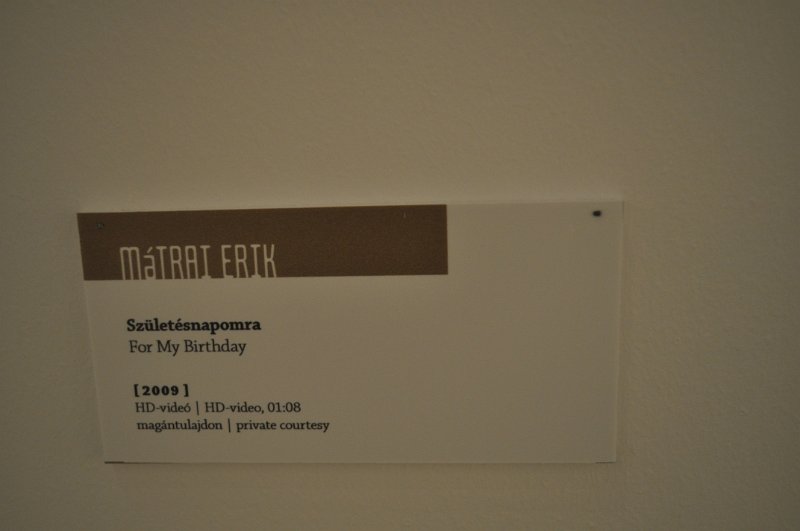 MáTRAI ERIK
Születésnapomra
For My Birthday
[2009]
HD-videó | HD-video, 01:08
magántulajdon | private courtesy